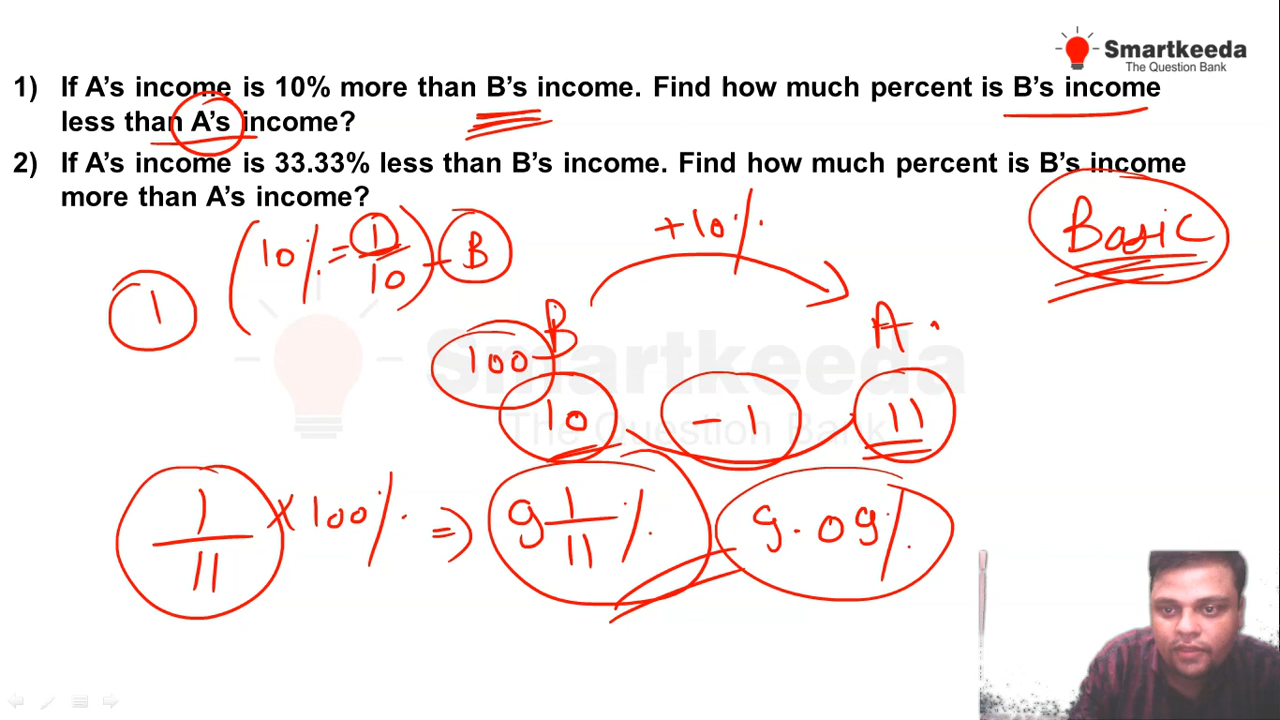 Smartkeeda
The Question Bank
1) If A's income is 10% more than B's income. Find how much percent is B's income
less than A's income?
2) If A's income is 33.33% less than B's income. Find how much percent is B's income
more than A's income?
Basic
1
(10% = 1/10) - B
+10%
B A
100
10 -1 11
Smartkeeda
The Question Bank
1/11 × 100% => 9 1/11 % 9.09%